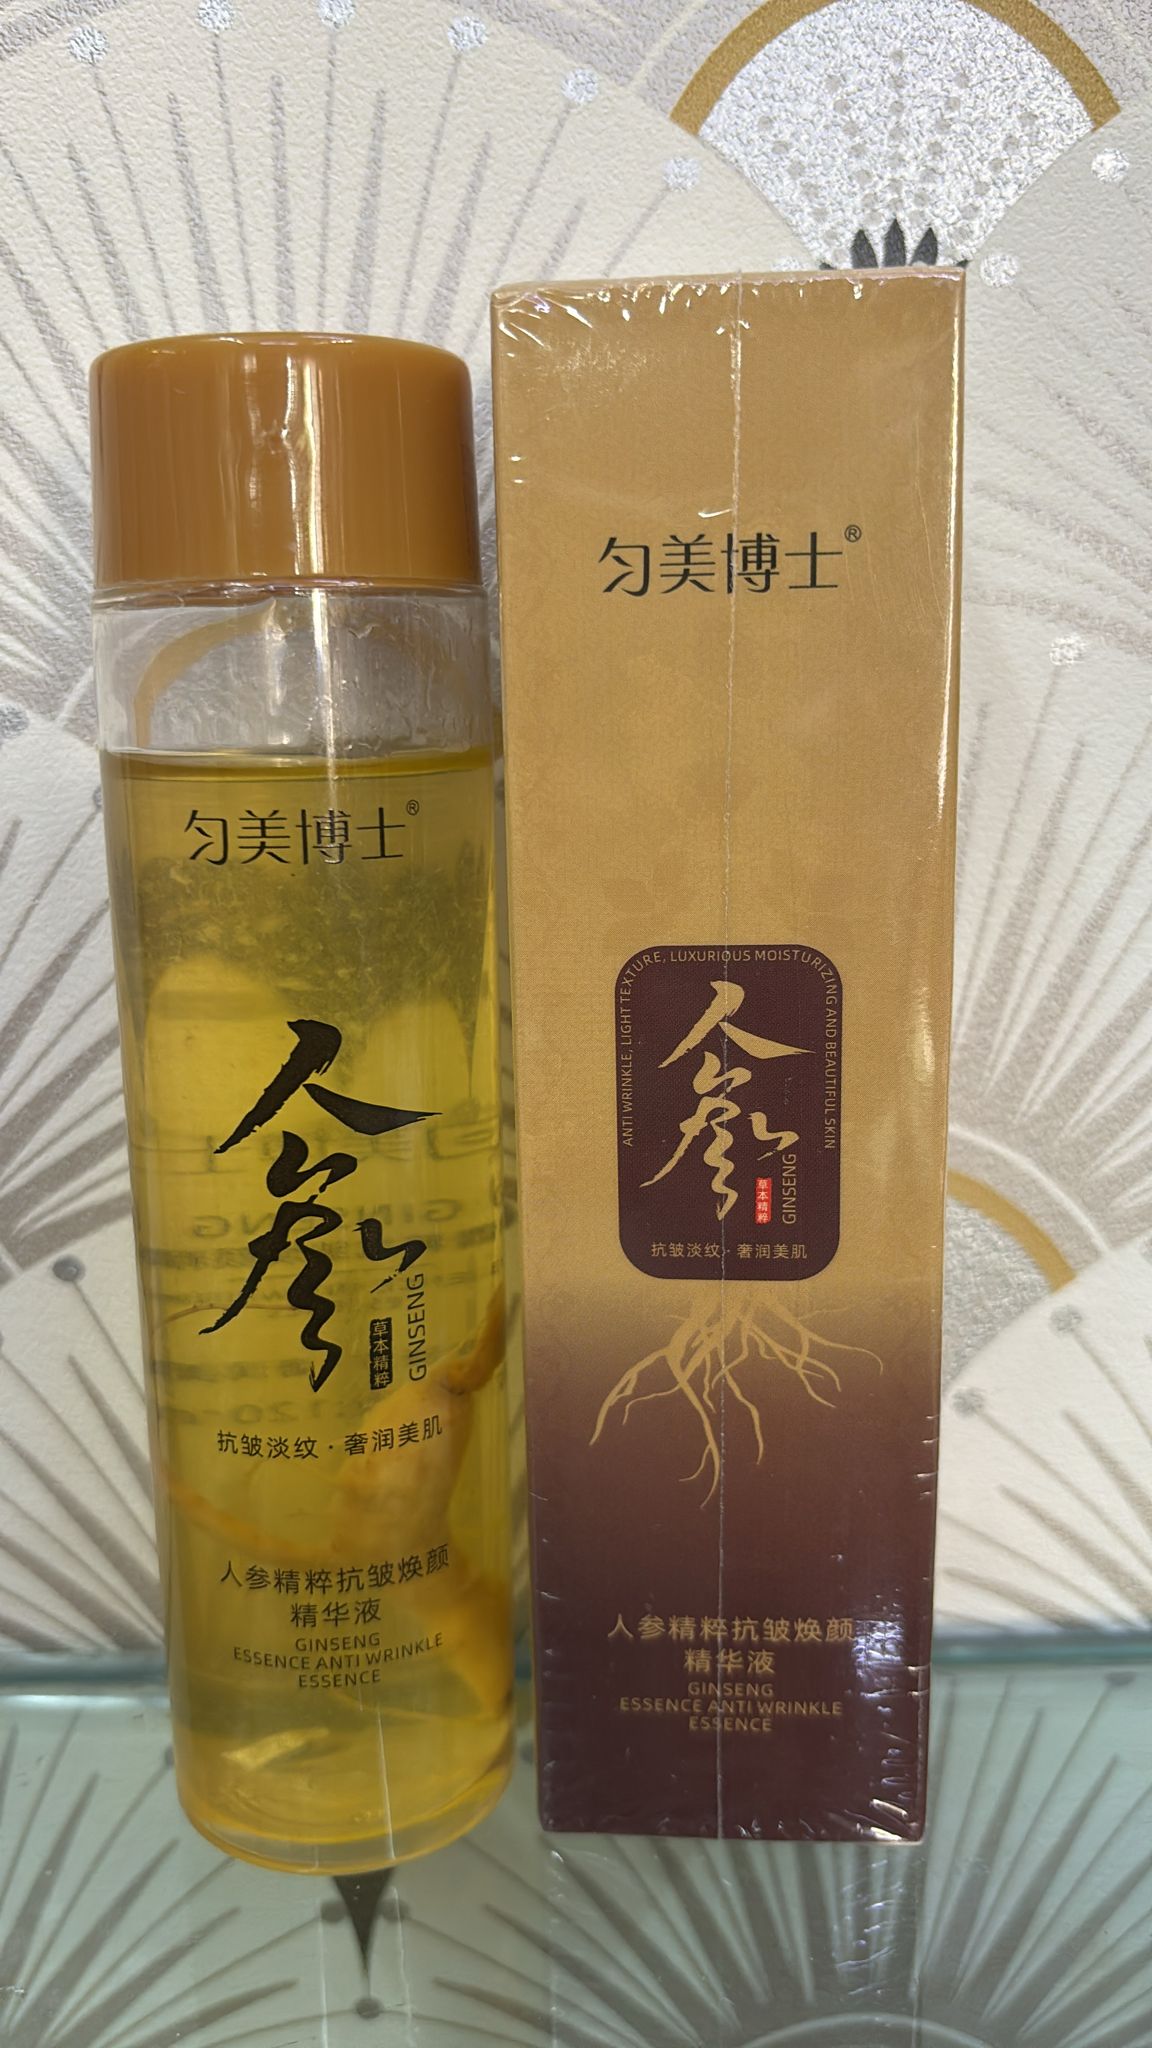 匀美博士®
人参
GINSENG
草本精粹
抗皱淡纹·奢润美肌
人参精粹抗皱焕颜
精华液
GINSENG
ESSENCE ANTI WRINKLE
ESSENCE
匀美博士®
ANTI WRINKLE, LIGHT TEXTURE, LUXURIOUS MOISTURIZING AND BEAUTIFUL SKIN
人参
GINSENG
草本精粹
抗皱淡纹·奢润美肌
人参精粹抗皱焕颜
精华液
GINSENG
ESSENCE ANTI WRINKLE
ESSENCE